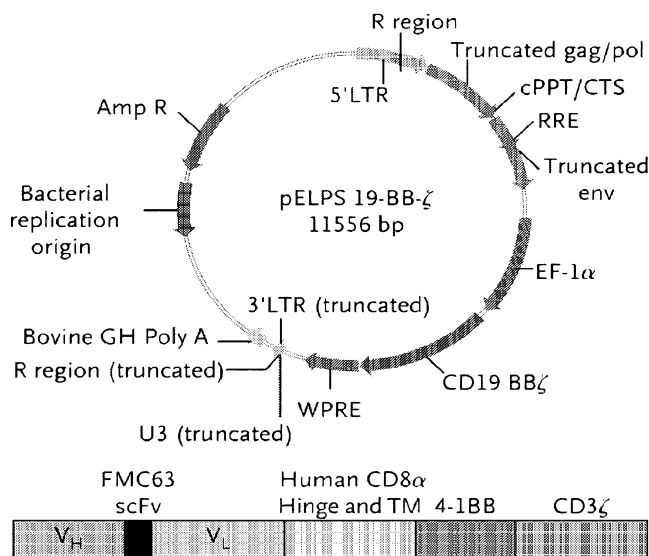 R region
Truncated gag/pol
5'LTR
cPPT/CTS
Amp R
RRE
Truncated
env
Bacterial
replication
origin
pELPS 19-BB-ζ
11556 bp
EF-1α
3'LTR (truncated)
Bovine GH Poly A
R region (truncated)
CD19 BBζ
WPRE
U3 (truncated)
FMC63
scFv
Human CD8α
Hinge and TM
4-1BB
CD3ζ
VH
VL